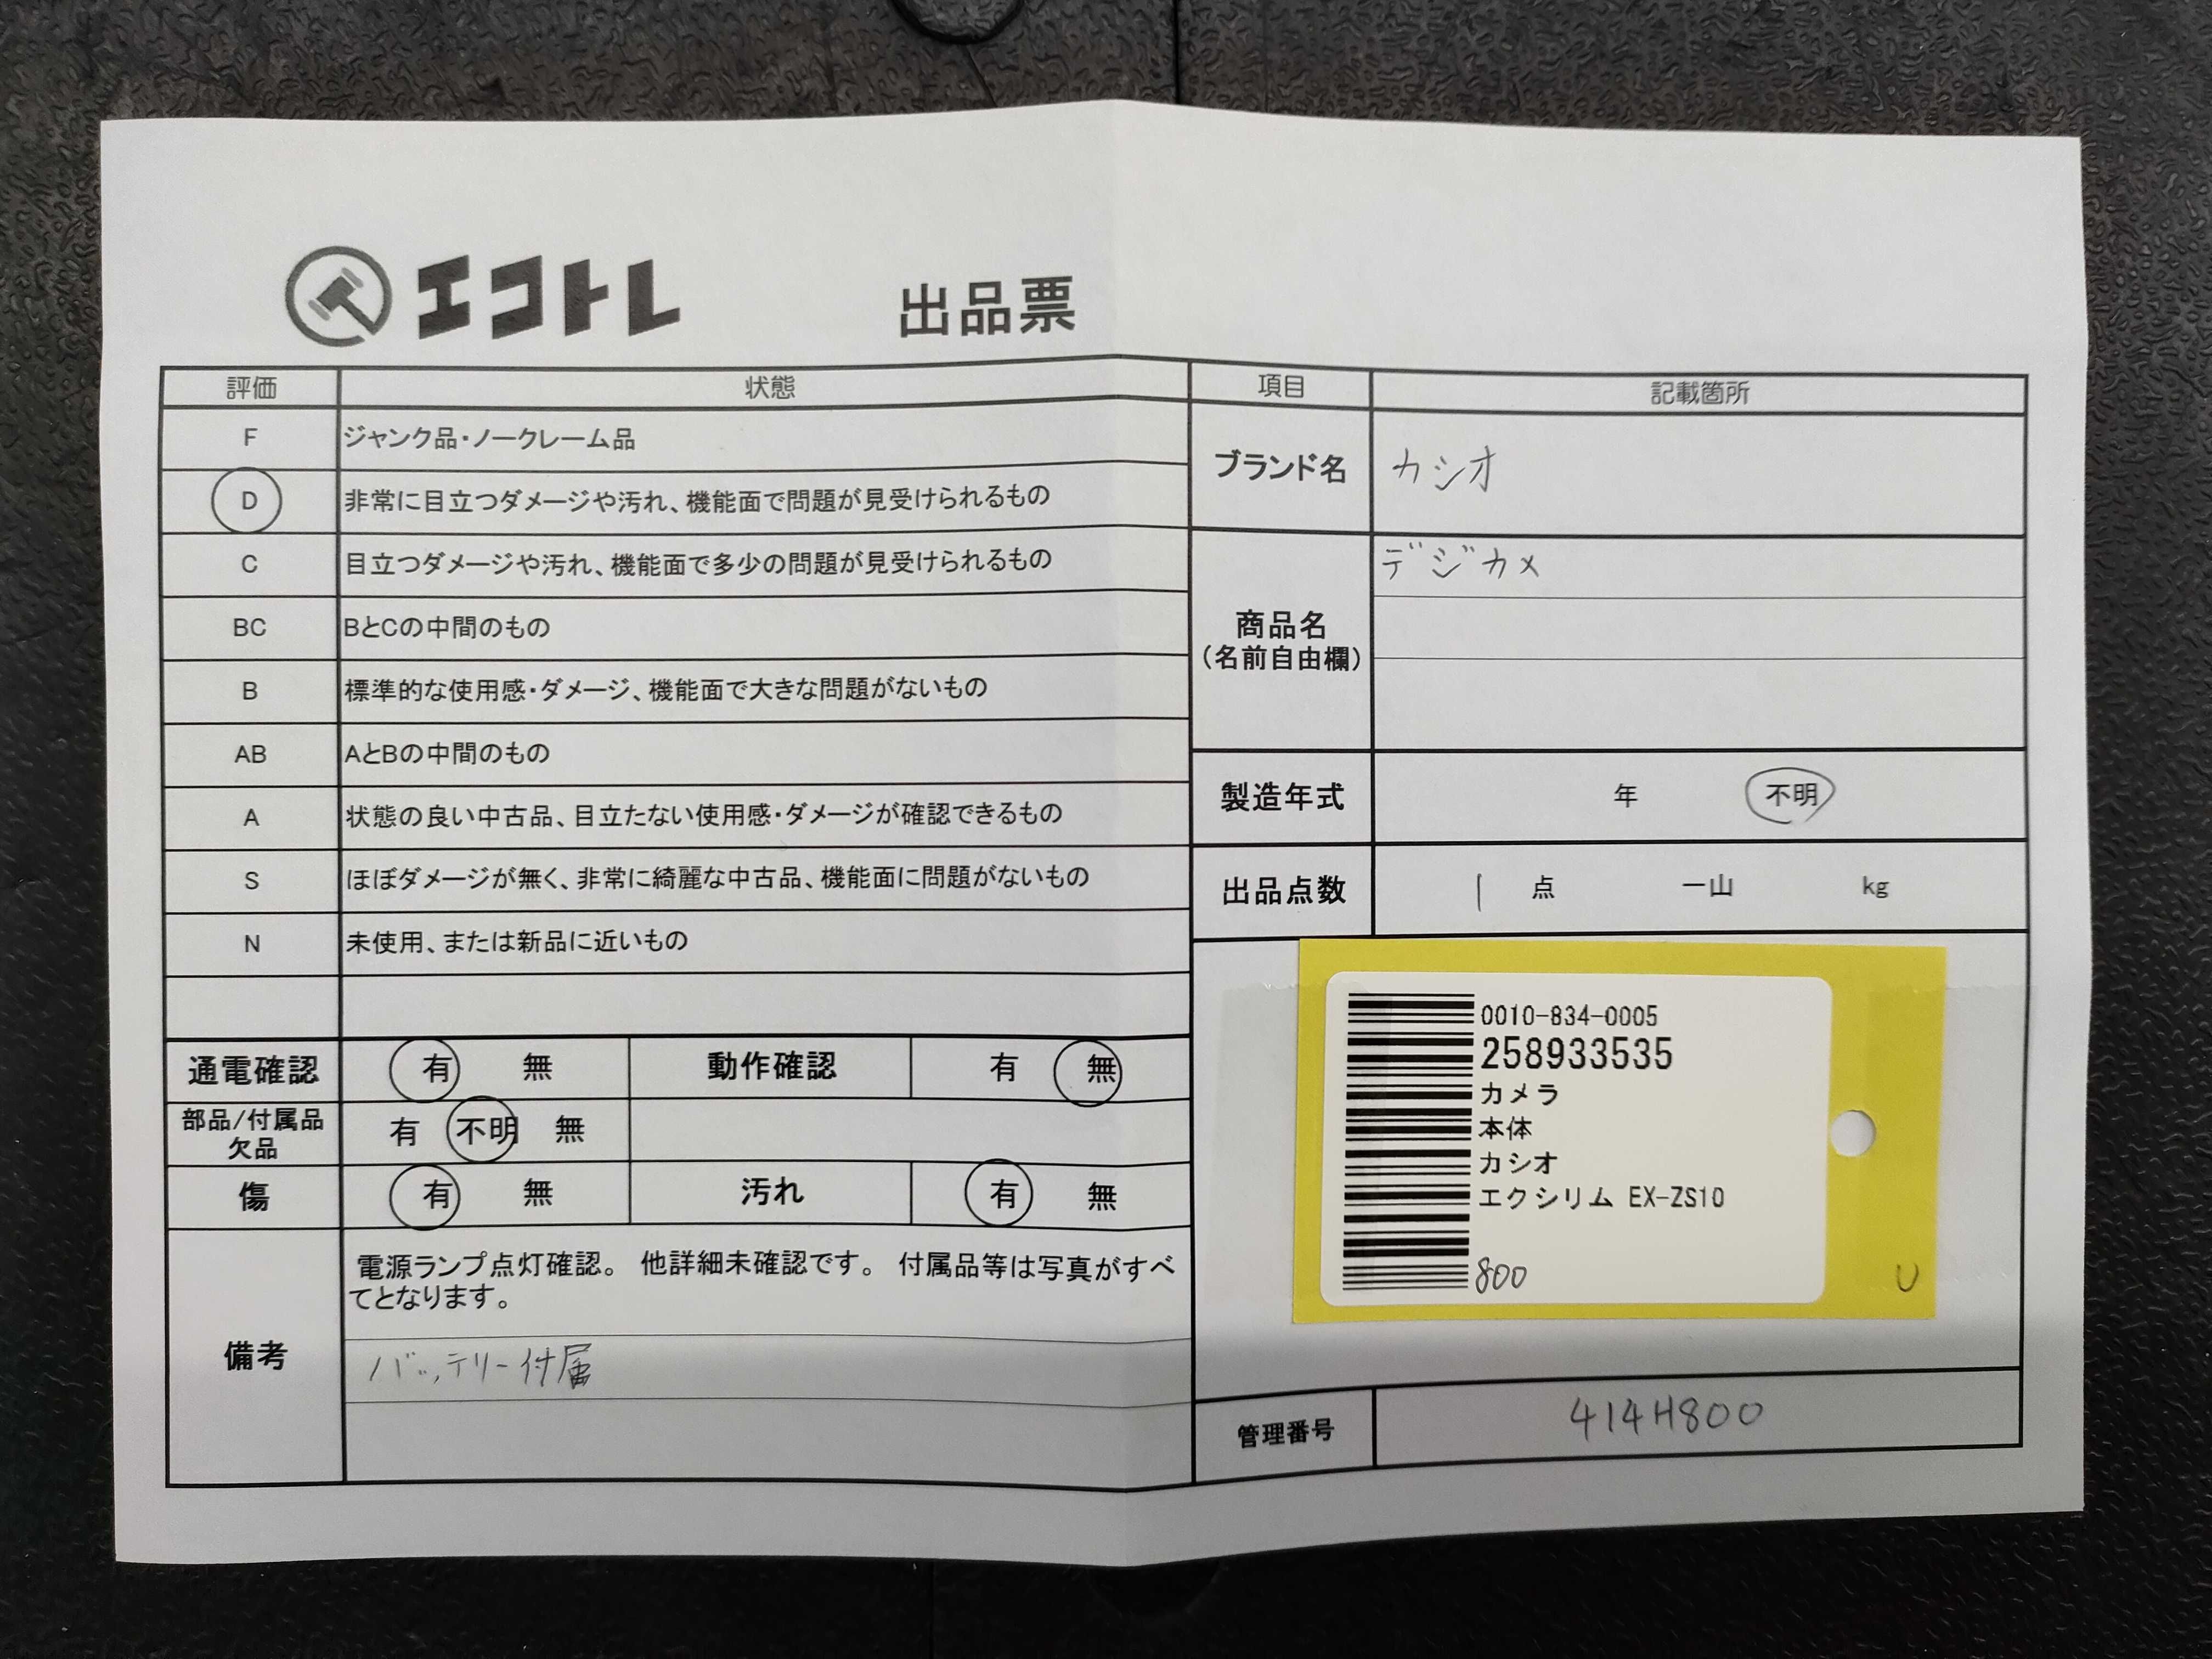 エコトレ 出品票
評価 状態
F ジャンク品・ノークレーム品
D 非常に目立つダメージや汚れ、機能面で問題が見受けられるもの
C 目立つダメージや汚れ、機能面で多少の問題が見受けられるもの
BC BとCの中間のもの
B 標準的な使用感・ダメージ、機能面で大きな問題がないもの
AB AとBの中間のもの
A 状態の良い中古品、目立たない使用感・ダメージが確認できるもの
S ほぼダメージが無く、非常に綺麗な中古品、機能面に問題がないもの
N 未使用、または新品に近いもの
通電確認 有 無 動作確認 有 無
部品/付属品
欠品 有 不明 無
傷 有 無 汚れ 有 無
備考
電源ランプ点灯確認。 他詳細未確認です。 付属品等は写真がすべ
てとなります。
バッテリー付属
項目 記載箇所
ブランド名 カシオ
商品名
(名前自由欄)
デジカメ
製造年式 年 不明
出品点数 1 点 一山 kg
0010-834-0005
258933535
カメラ
本体
カシオ
エクシリム EX-ZS10
800
U
管理番号 414H800